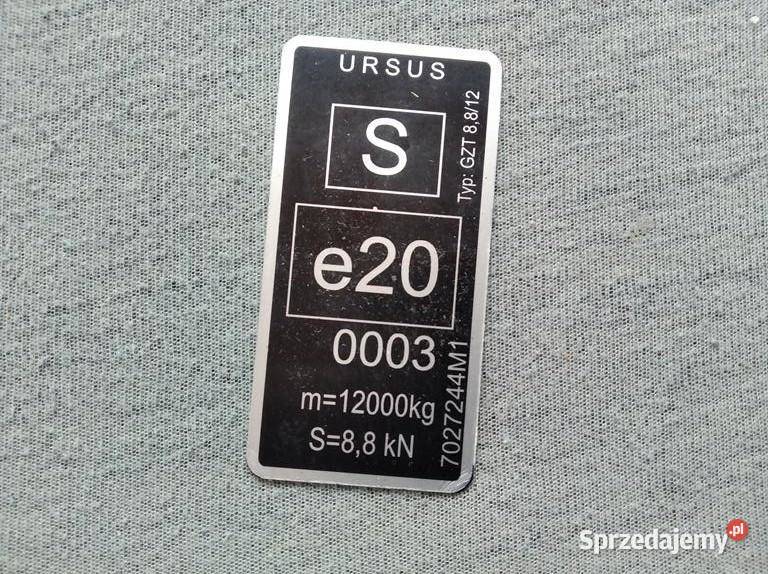 URSUS
S
Typ: GZT 8,8/12
e20
0003
m=12000kg
S=8,8 kN
7027244M1
Sprzedajemy.pl